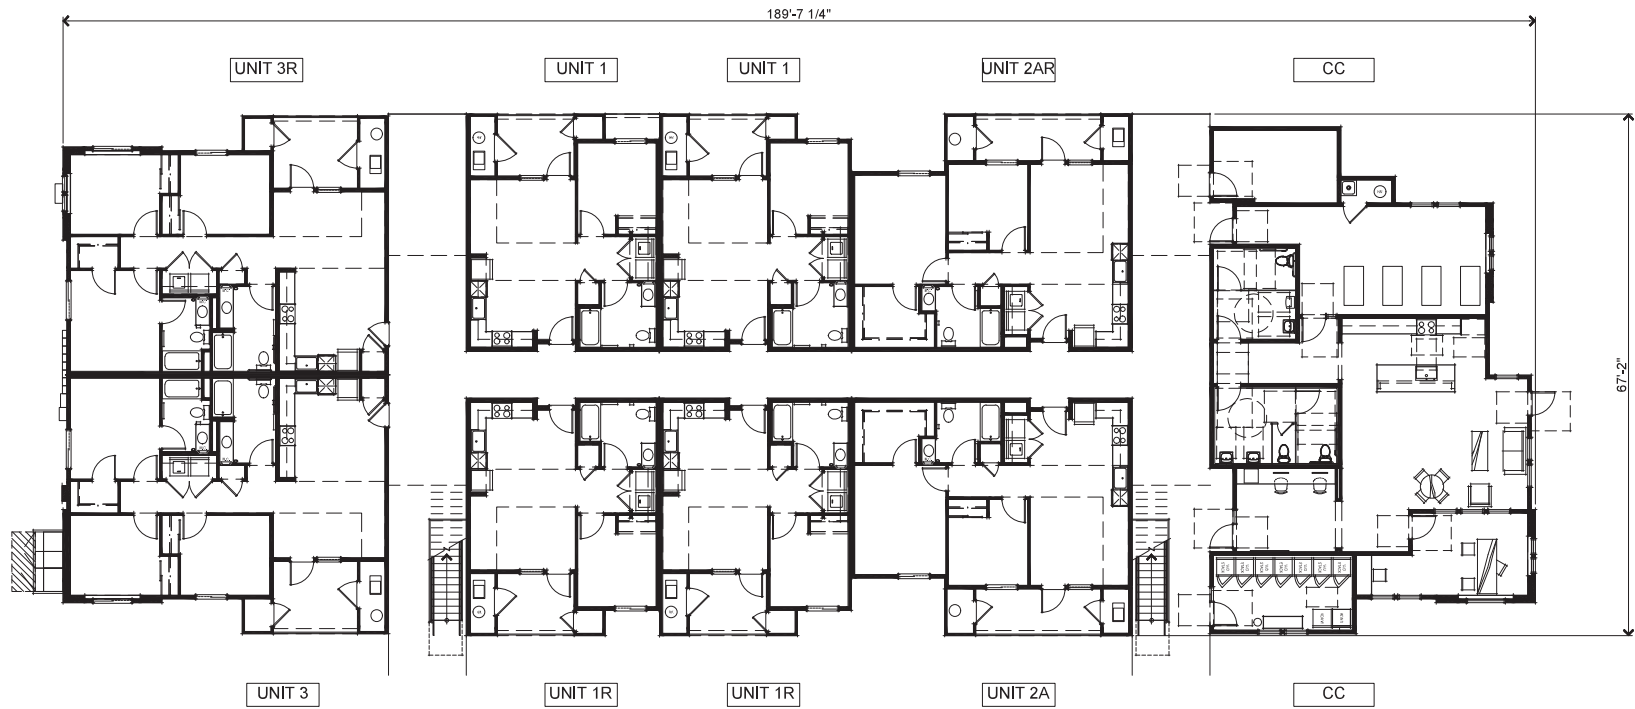 189'-7 1/4"
UNIT 3R
UNIT 1
UNIT 1
UNIT 2AR
CC
67'-2"
UNIT 3
UNIT 1R
UNIT 1R
UNIT 2A
CC